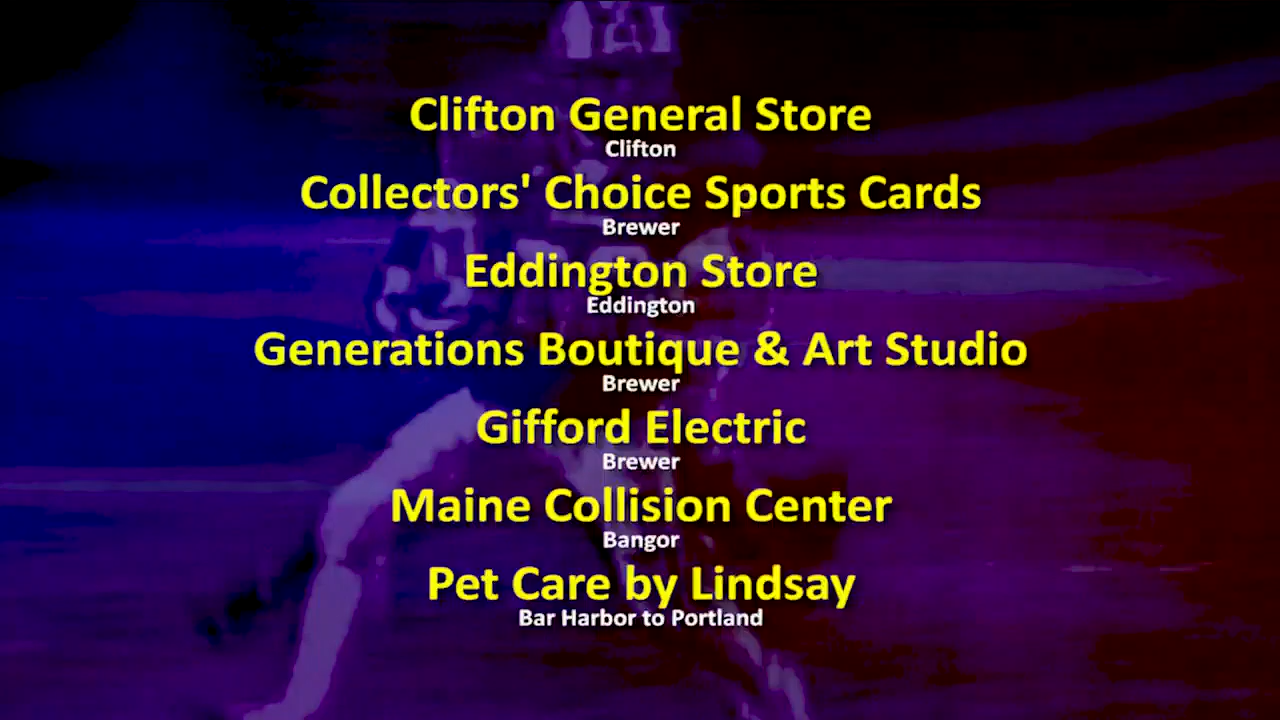 Clifton General Store
Clifton
Collectors' Choice Sports Cards
Brewer
Eddington Store
Eddington
Generations Boutique & Art Studio
Brewer
Gifford Electric
Brewer
Maine Collision Center
Bangor
Pet Care by Lindsay
Bar Harbor to Portland